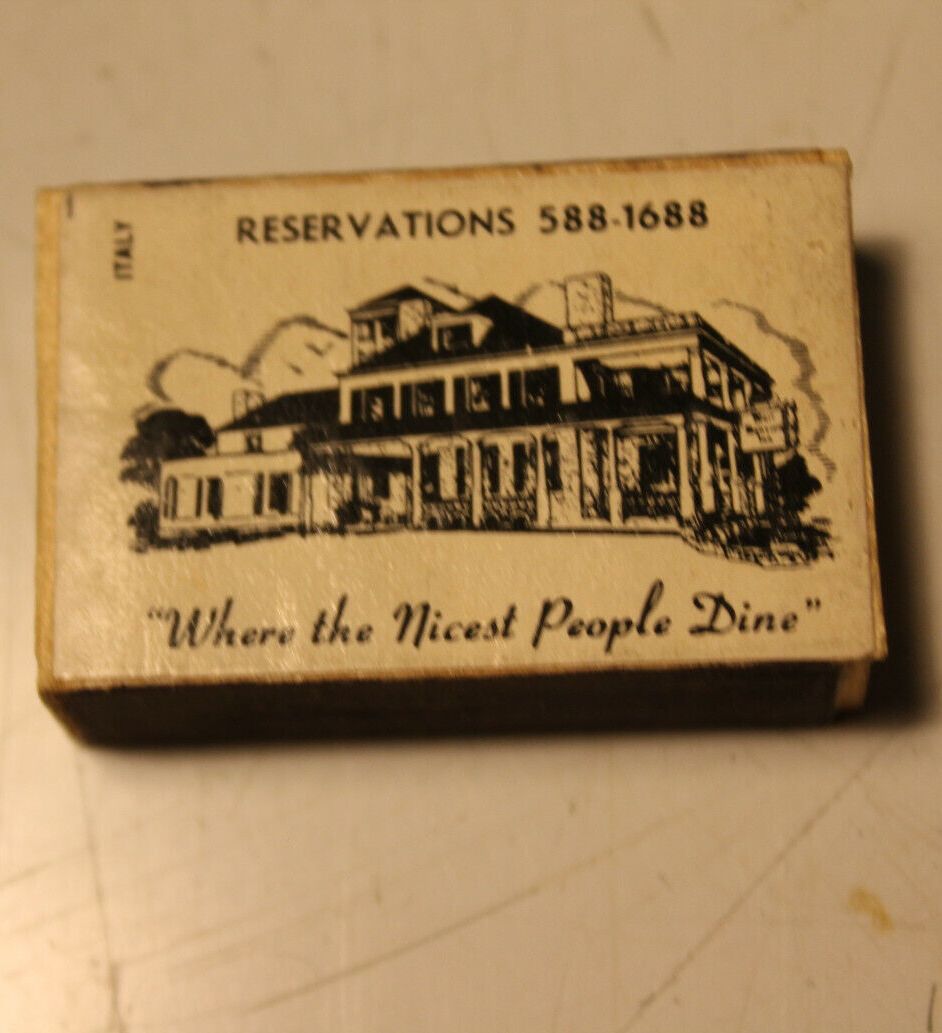 RESERVATIONS 588-1688
ITALY
"Where the Nicest People Dine"